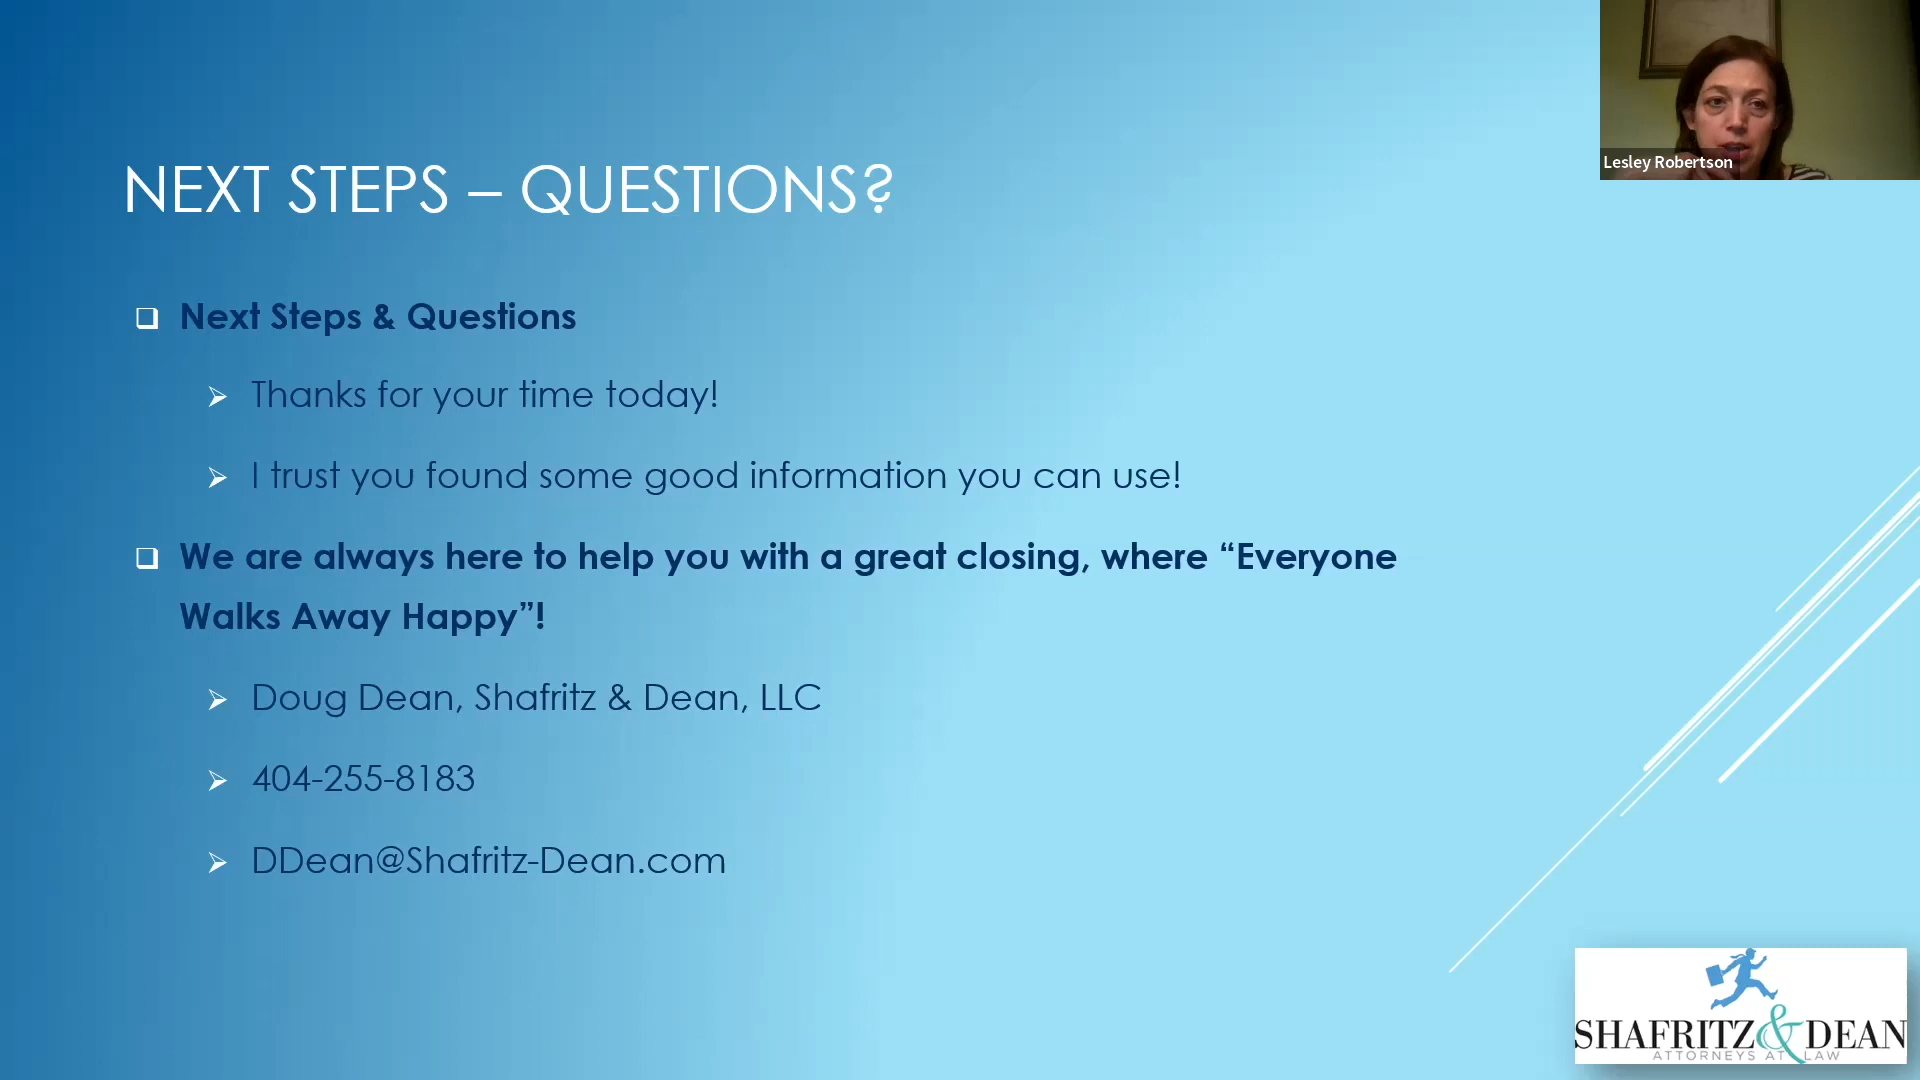 Lesley Robertson
NEXT STEPS – QUESTIONS?
Next Steps & Questions
Thanks for your time today!
I trust you found some good information you can use!
We are always here to help you with a great closing, where “Everyone
Walks Away Happy”!
Doug Dean, Shafritz & Dean, LLC
404-255-8183
DDean@Shafritz-Dean.com
SHAFRITZ & DEAN
ATTORNEYS AT LAW